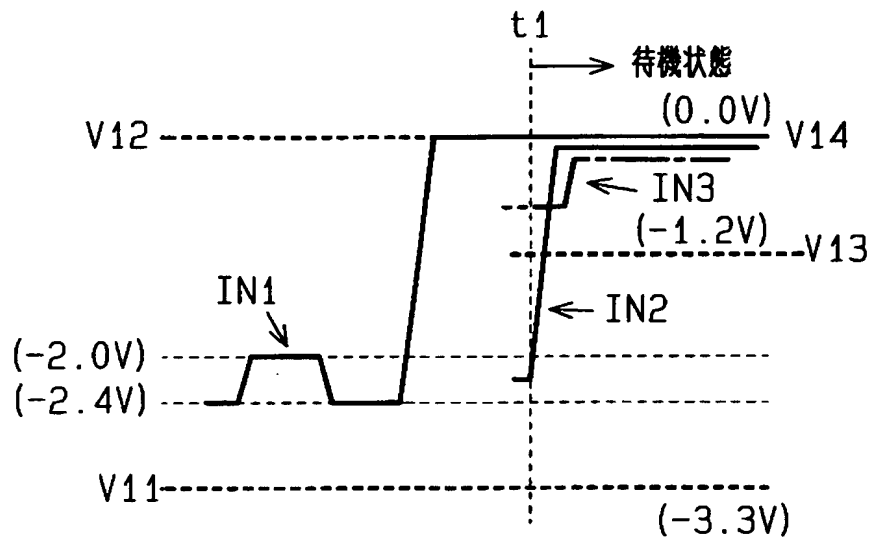 t1
待機状態
(0.0V)
V12
V14
IN3
(-1.2V)
V13
IN1
IN2
(-2.0V)
(-2.4V)
V11
(-3.3V)